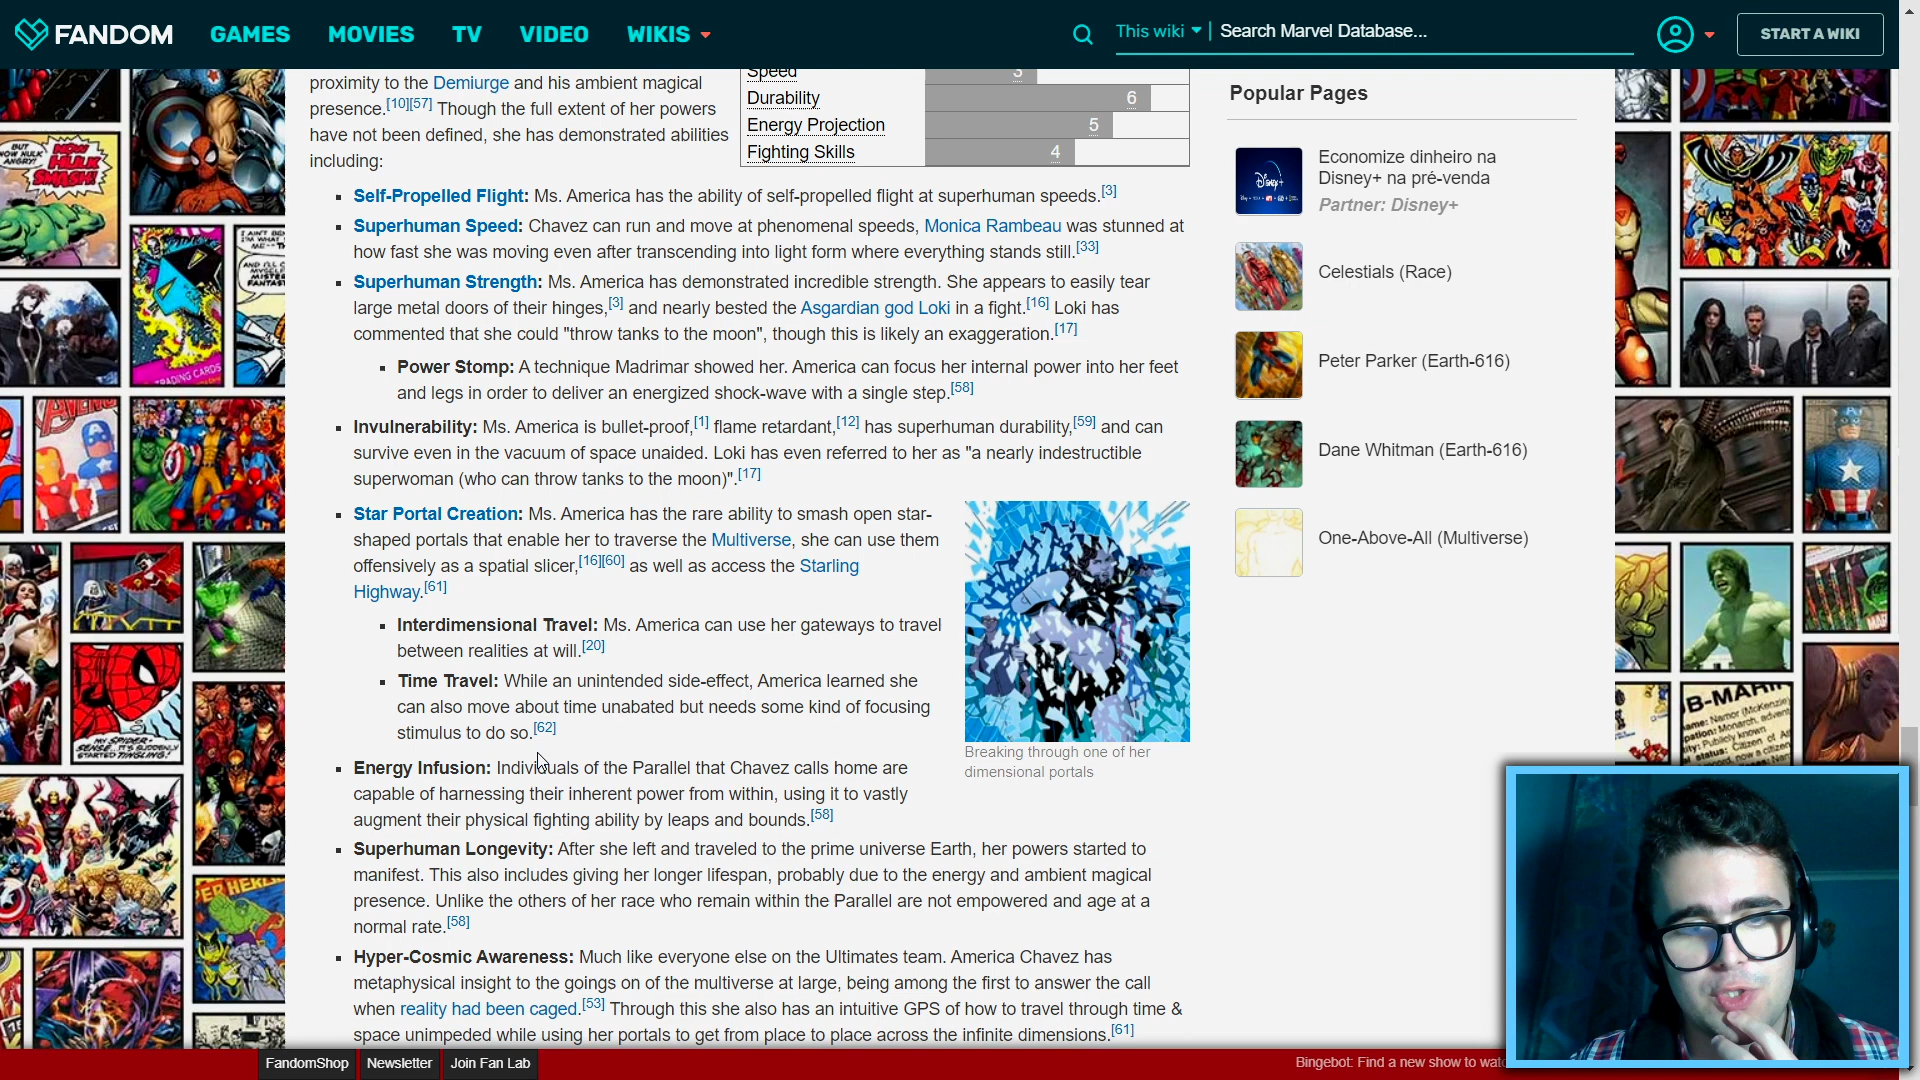 FANDOM GAMES MOVIES TV VIDEO WIKIS This wiki Search Marvel Database... START A WIKI
proximity to the Demiurge and his ambient magical
presence.[10][57] Though the full extent of her powers
have not been defined, she has demonstrated abilities
including:
Speed 3
Durability 6
Energy Projection 5
Fighting Skills 4
Self-Propelled Flight: Ms. America has the ability of self-propelled flight at superhuman speeds.[3]
Superhuman Speed: Chavez can run and move at phenomenal speeds, Monica Rambeau was stunned at
how fast she was moving even after transcending into light form where everything stands still.[33]
Superhuman Strength: Ms. America has demonstrated incredible strength. She appears to easily tear
large metal doors of their hinges,[3] and nearly bested the Asgardian god Loki in a fight.[16] Loki has
commented that she could "throw tanks to the moon", though this is likely an exaggeration.[17]
Power Stomp: A technique Madrimar showed her. America can focus her internal power into her feet
and legs in order to deliver an energized shock-wave with a single step.[58]
Invulnerability: Ms. America is bullet-proof,[1] flame retardant,[12] has superhuman durability,[59] and can
survive even in the vacuum of space unaided. Loki has even referred to her as "a nearly indestructible
superwoman (who can throw tanks to the moon)".[17]
Star Portal Creation: Ms. America has the rare ability to smash open star-
shaped portals that enable her to traverse the Multiverse, she can use them
offensively as a spatial slicer,[16][60] as well as access the Starling
Highway.[61]
Interdimensional Travel: Ms. America can use her gateways to travel
between realities at will.[20]
Time Travel: While an unintended side-effect, America learned she
can also move about time unabated but needs some kind of focusing
stimulus to do so.[62]
Breaking through one of her
dimensional portals
Energy Infusion: Individuals of the Parallel that Chavez calls home are
capable of harnessing their inherent power from within, using it to vastly
augment their physical fighting ability by leaps and bounds.[58]
Superhuman Longevity: After she left and traveled to the prime universe Earth, her powers started to
manifest. This also includes giving her longer lifespan, probably due to the energy and ambient magical
presence. Unlike the others of her race who remain within the Parallel are not empowered and age at a
normal rate.[58]
Hyper-Cosmic Awareness: Much like everyone else on the Ultimates team. America Chavez has
metaphysical insight to the goings on of the multiverse at large, being among the first to answer the call
when reality had been caged.[53] Through this she also has an intuitive GPS of how to travel through time &
space unimpeded while using her portals to get from place to place across the infinite dimensions.[61]
Popular Pages
Disney+
Economize dinheiro na
Disney+ na pré-venda
Partner: Disney+
Celestials (Race)
Peter Parker (Earth-616)
Dane Whitman (Earth-616)
One-Above-All (Multiverse)
BUT
NOW HULK
ANGRY!
NOW
HULK
SMASH!
TRADING CARDS
MY SPIDER-
SENSE...IT'S SUDDENLY
STARTED TINGLING!
FandomShop Newsletter Join Fan Lab
Bingebot: Find a new show to